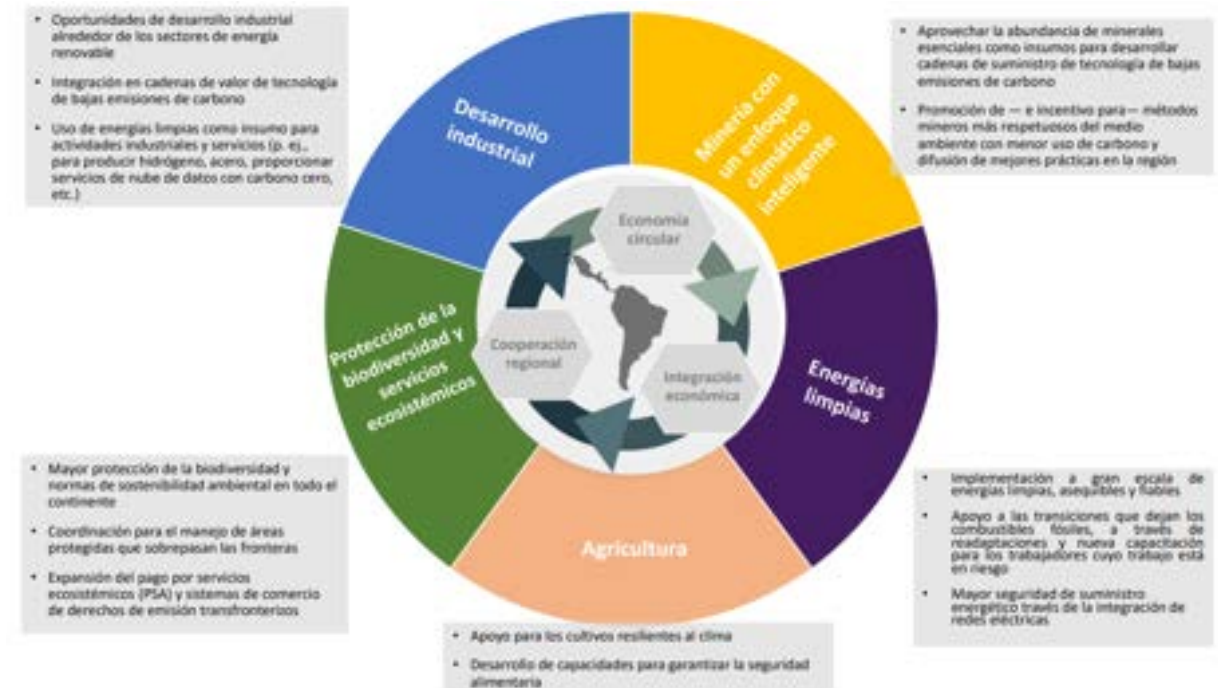 • Oportunidades de desarrollo industrial
alrededor de los sectores de energía
renovable
• Integración en cadenas de valor de tecnología
de bajas emisiones de carbono
• Uso de energías limpias como insumo para
actividades industriales y servicios (p. ej.,
para producir hidrógeno, acero, proporcionar
servicios de nube de datos con carbono cero,
etc.)
Desarrollo
industrial
Minería con
un enfoque
climático
inteligente
• Aprovechar la abundancia de minerales
esenciales como insumos para desarrollar
cadenas de suministro de tecnología de bajas
emisiones de carbono
• Promoción de — e incentivo para— métodos
mineros más respetuosos del medio
ambiente con menor uso de carbono y
difusión de mejores prácticas en la región
Economía
circular
Cooperación
regional
Integración
económica
Protección de la
biodiversidad y
servicios
ecosistémicos
Energías
limpias
Agricultura
• Mayor protección de la biodiversidad y
normas de sostenibilidad ambiental en todo el
continente
• Coordinación para el manejo de áreas
protegidas que sobrepasan las fronteras
• Expansión del pago por servicios
ecosistémicos (PSA) y sistemas de comercio
de derechos de emisión transfronterizos
• Implementación a gran escala de
energías limpias, asequibles y fiables
• Apoyo a las transiciones que dejan los
combustibles fósiles, a través de
readaptaciones y nueva capacitación
para los trabajadores cuyo trabajo está
en riesgo
• Mayor seguridad de suministro
energético través de la integración de
redes eléctricas
• Apoyo para los cultivos resilientes al clima
• Desarrollo de capacidades para garantizar la seguridad
alimentaria